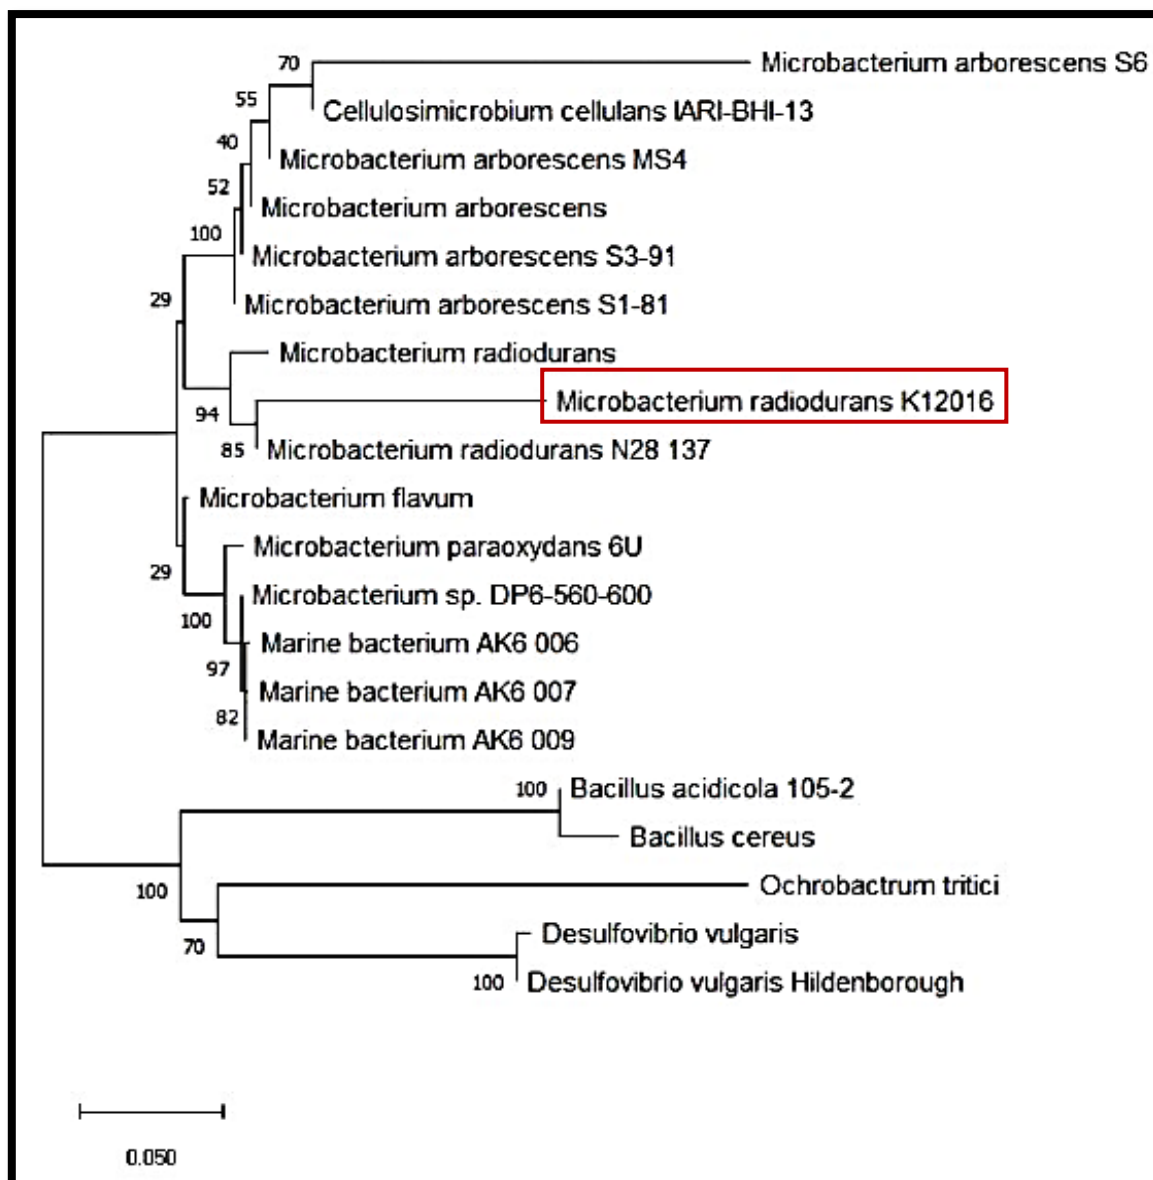 70
Microbacterium arborescens S6
55
Cellulosimicrobium cellulans IARI-BHI-13
40
Microbacterium arborescens MS4
52
Microbacterium arborescens
100
Microbacterium arborescens S3-91
29
Microbacterium arborescens S1-81
Microbacterium radiodurans
94
Microbacterium radiodurans K12016
85
Microbacterium radiodurans N28 137
Microbacterium flavum
29
Microbacterium paraoxydans 6U
100
Microbacterium sp. DP6-560-600
Marine bacterium AK6 006
97
Marine bacterium AK6 007
82
Marine bacterium AK6 009
100
Bacillus acidicola 105-2
Bacillus cereus
100
Ochrobactrum tritici
70
Desulfovibrio vulgaris
100
Desulfovibrio vulgaris Hildenborough
0.050